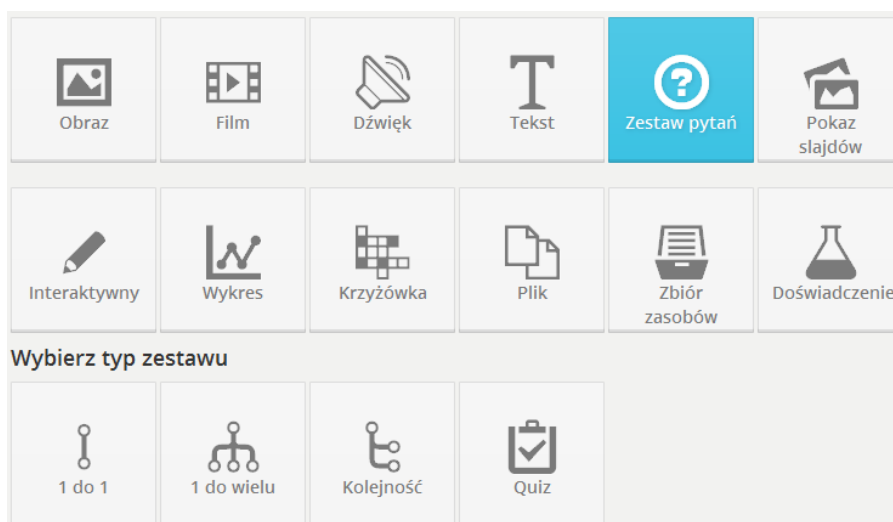 Obraz
Film
Dźwięk
Tekst
Zestaw pytań
Pokaz
slajdów
Interaktywny
Wykres
Krzyżówka
Plik
Zbiór
zasobów
Doświadczenie
Wybierz typ zestawu
1 do 1
1 do wielu
Kolejność
Quiz